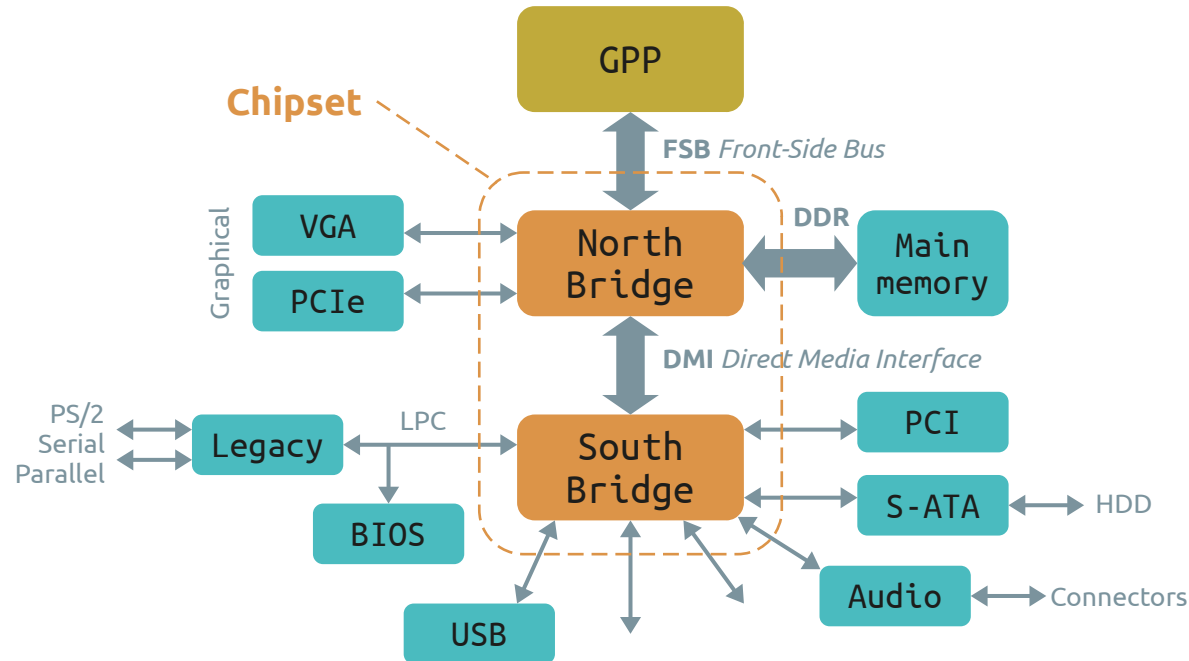 GPP
Chipset
FSB Front-Side Bus
Graphical
VGA
North
Bridge
DDR
Main
memory
PCIe
DMI Direct Media Interface
PS/2
Serial
Parallel
Legacy
LPC
South
Bridge
PCI
S-ATA
HDD
BIOS
Audio
Connectors
USB